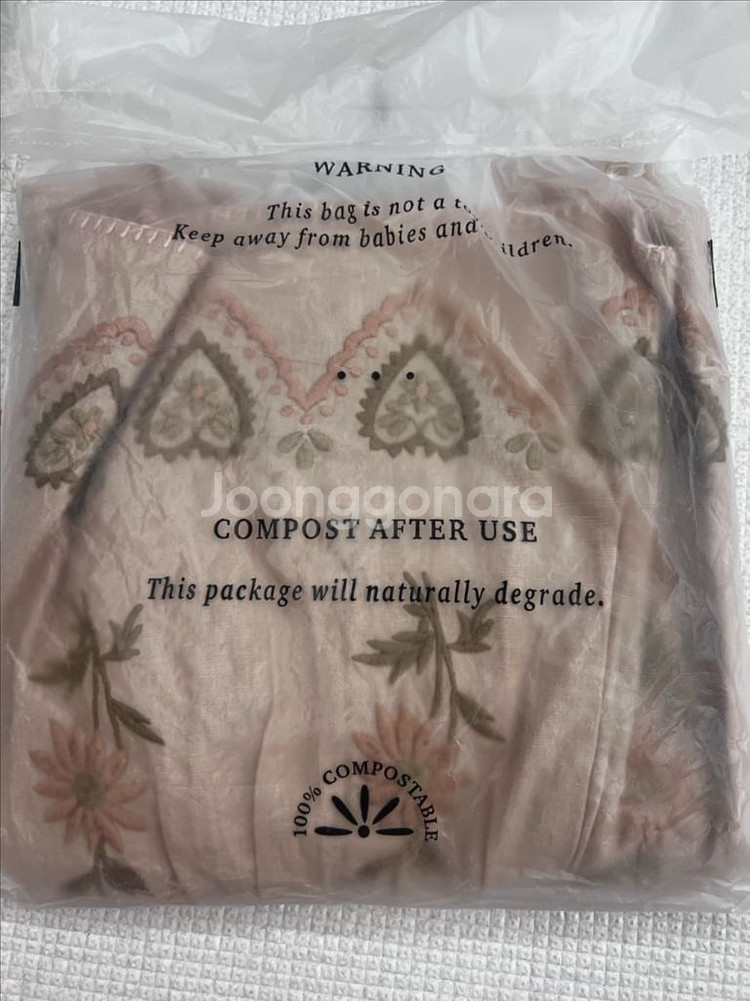 WARNING
This bag is not a
Keep away from babies and
Joonggonara
COMPOST AFTER USE
This package will naturally degrade.
100% COMPOSTABLE